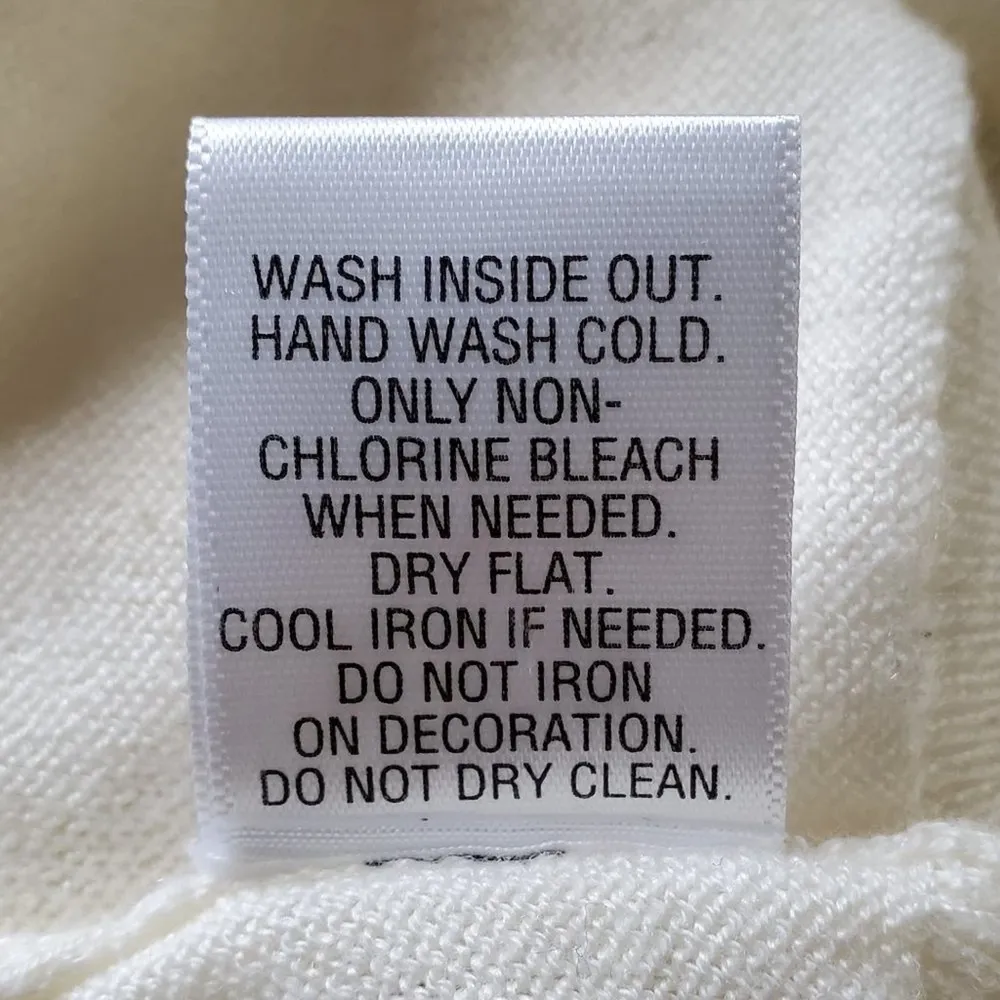 WASH INSIDE OUT.
HAND WASH COLD.
ONLY NON-
CHLORINE BLEACH
WHEN NEEDED.
DRY FLAT.
COOL IRON IF NEEDED.
DO NOT IRON
ON DECORATION.
DO NOT DRY CLEAN.